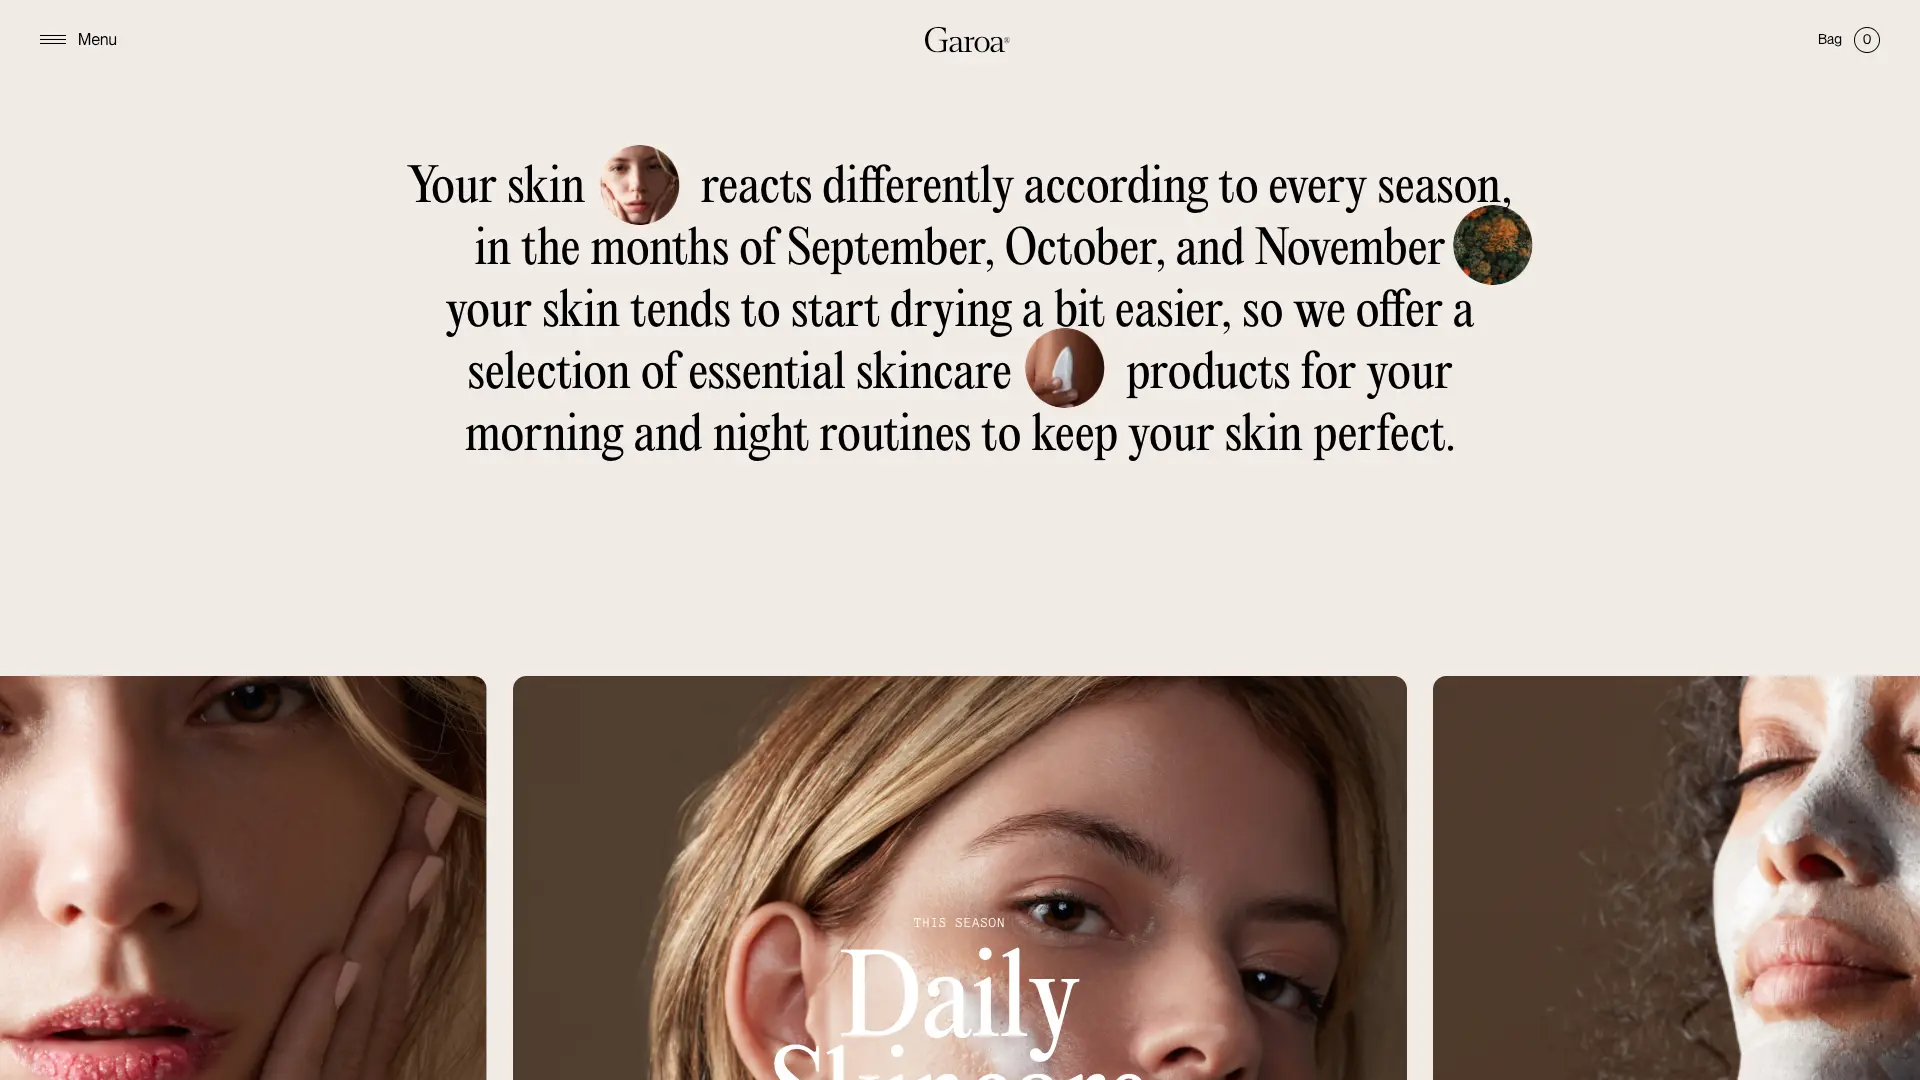 Menu
Garoa®
Bag 0
Your skin reacts differently according to every season,
in the months of September, October, and November
your skin tends to start drying a bit easier, so we offer a
selection of essential skincare products for your
morning and night routines to keep your skin perfect.
THIS SEASON
Daily
Skincare